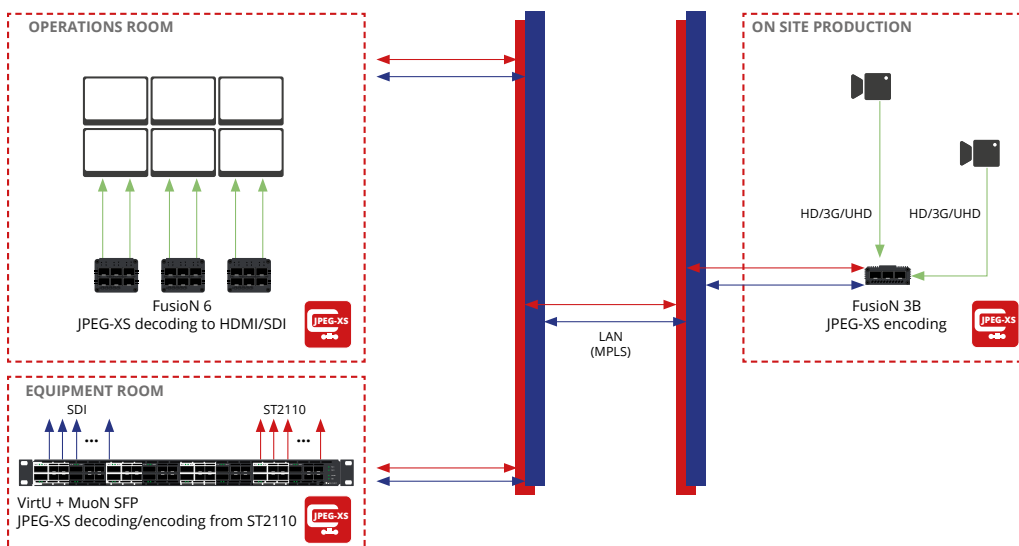 OPERATIONS ROOM
FusioN 6
JPEG-XS decoding to HDMI/SDI
JPEG-XS
EQUIPMENT ROOM
SDI
ST2110
...
...
VirtU + MuoN SFP
JPEG-XS decoding/encoding from ST2110
JPEG-XS
LAN
(MPLS)
ON SITE PRODUCTION
HD/3G/UHD
HD/3G/UHD
FusioN 3B
JPEG-XS encoding
JPEG-XS